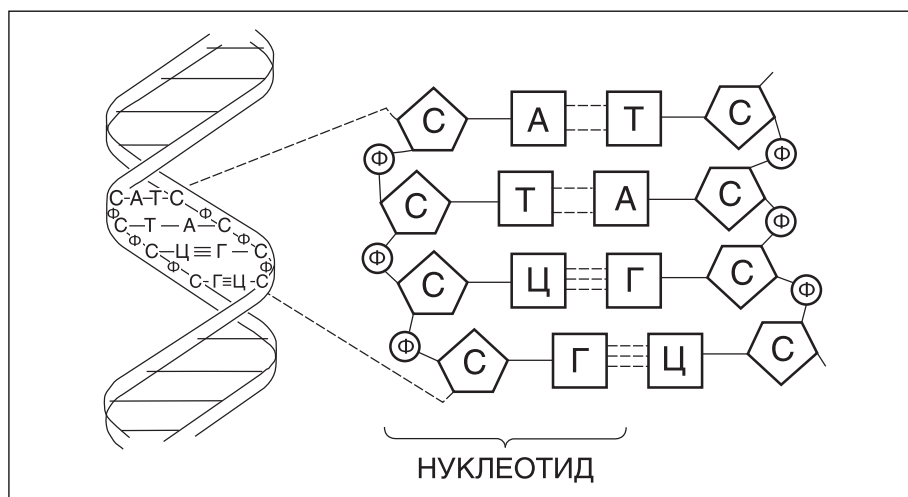 С А Т С
Ф
С Т А С
Ф Ф
С Ц Г С
Ф Ф
С Г Ц С
Ф Ф
С-А-Т-С
Ф Ф
С–Т–А–С
Ф Ф
С–Ц≡Г–С
Ф Ф
С-Г≡Ц-С
НУКЛЕОТИД